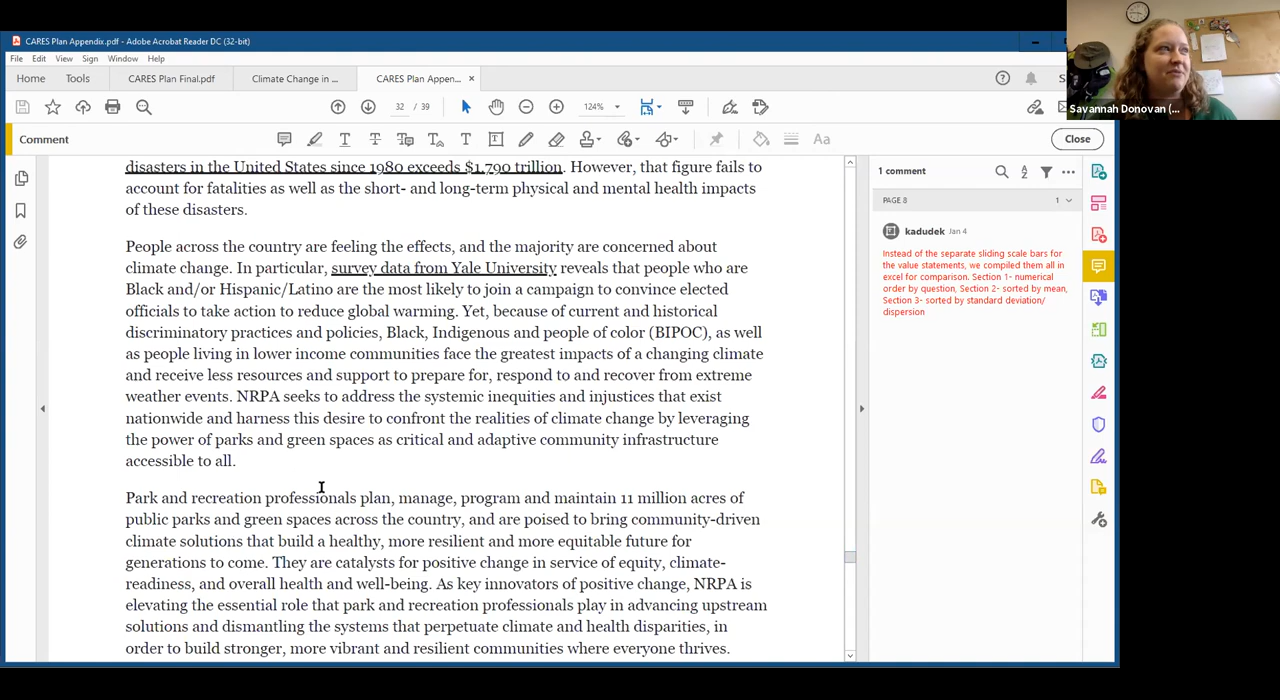 CARES Plan Appendix.pdf - Adobe Acrobat Reader DC (32-bit)
File Edit View Sign Window Help
Home Tools CARES Plan Final.pdf Climate Change in ... CARES Plan Appen... ×
32 / 39 124%
Comment
Close
disasters in the United States since 1980 exceeds $1.790 trillion. However, that figure fails to
account for fatalities as well as the short- and long-term physical and mental health impacts
of these disasters.
People across the country are feeling the effects, and the majority are concerned about
climate change. In particular, survey data from Yale University reveals that people who are
Black and/or Hispanic/Latino are the most likely to join a campaign to convince elected
officials to take action to reduce global warming. Yet, because of current and historical
discriminatory practices and policies, Black, Indigenous and people of color (BIPOC), as well
as people living in lower income communities face the greatest impacts of a changing climate
and receive less resources and support to prepare for, respond to and recover from extreme
weather events. NRPA seeks to address the systemic inequities and injustices that exist
nationwide and harness this desire to confront the realities of climate change by leveraging
the power of parks and green spaces as critical and adaptive community infrastructure
accessible to all.
Park and recreation professionals plan, manage, program and maintain 11 million acres of
public parks and green spaces across the country, and are poised to bring community-driven
climate solutions that build a healthy, more resilient and more equitable future for
generations to come. They are catalysts for positive change in service of equity, climate-
readiness, and overall health and well-being. As key innovators of positive change, NRPA is
elevating the essential role that park and recreation professionals play in advancing upstream
solutions and dismantling the systems that perpetuate climate and health disparities, in
order to build stronger, more vibrant and resilient communities where everyone thrives.
1 comment
PAGE 8 1
kadudek Jan 4
Instead of the separate sliding scale bars for
the value statements, we compiled them all in
excel for comparison. Section 1- numerical
order by question, Section 2- sorted by mean,
Section 3- sorted by standard deviation/
dispersion
Savannah Donovan (...